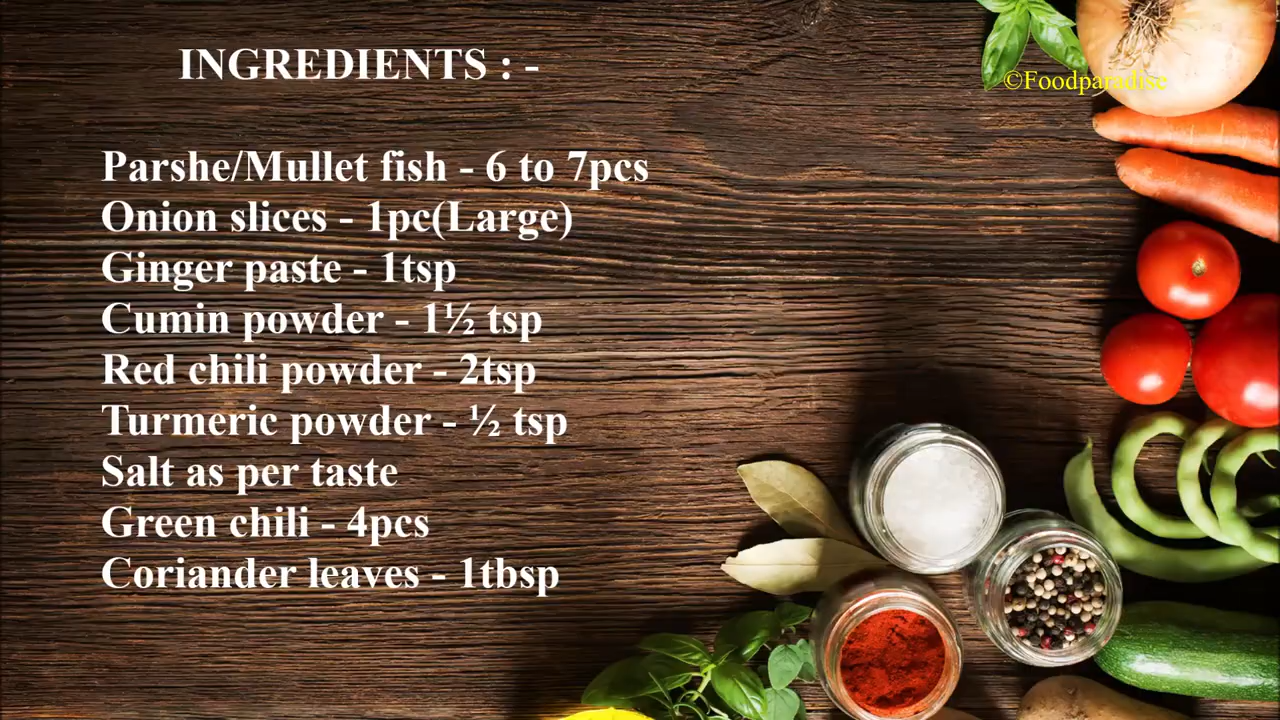 INGREDIENTS : -
©Foodparadise
Parshe/Mullet fish - 6 to 7pcs
Onion slices - 1pc(Large)
Ginger paste - 1tsp
Cumin powder - 1½ tsp
Red chili powder - 2tsp
Turmeric powder - ½ tsp
Salt as per taste
Green chili - 4pcs
Coriander leaves - 1tbsp